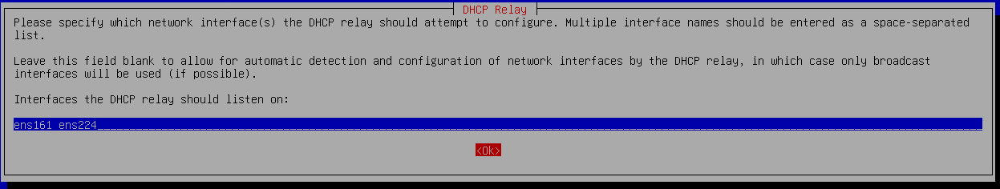 DHCP Relay
Please specify which network interface(s) the DHCP relay should attempt to configure. Multiple interface names should be entered as a space-separated
list.
Leave this field blank to allow for automatic detection and configuration of network interfaces by the DHCP relay, in which case only broadcast
interfaces will be used (if possible).
Interfaces the DHCP relay should listen on:
ens161 ens224
<Ok>